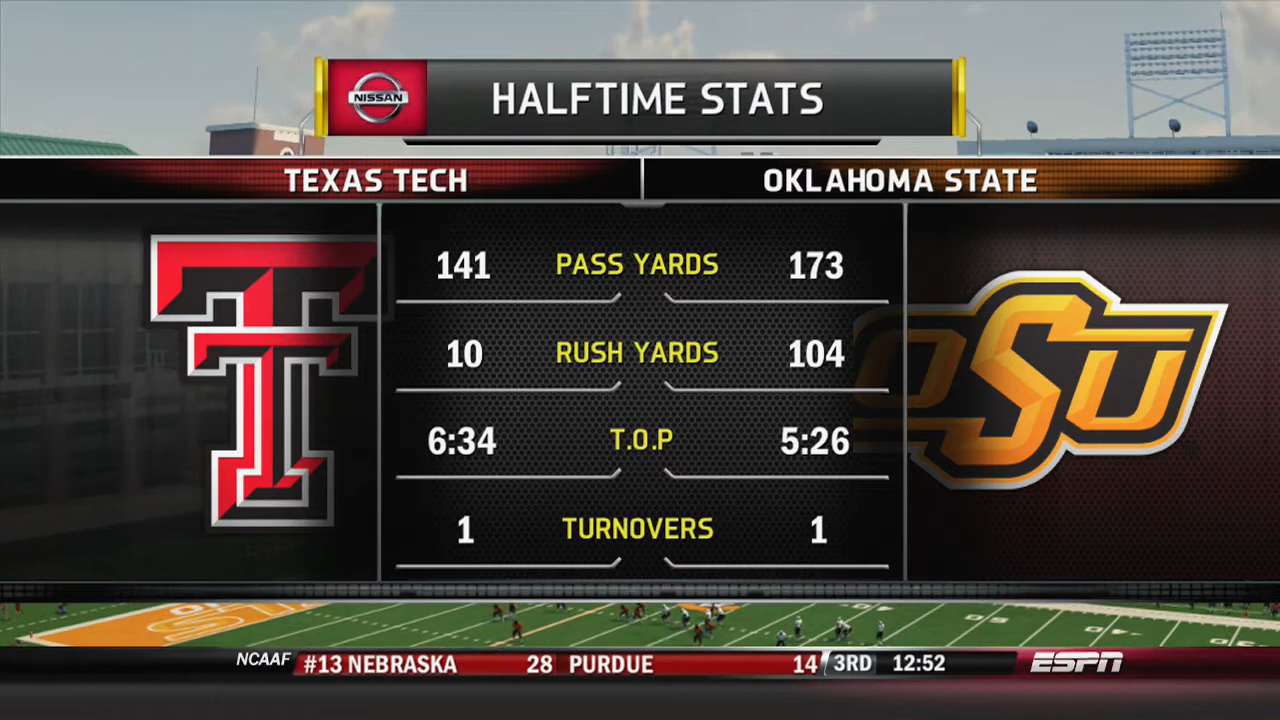 NISSAN
HALFTIME STATS
TEXAS TECH
OKLAHOMA STATE
141 PASS YARDS 173
10 RUSH YARDS 104
6:34 T.O.P 5:26
1 TURNOVERS 1
T
OSU
NCAAF #13 NEBRASKA 28 PURDUE 14 3RD 12:52 ESPN